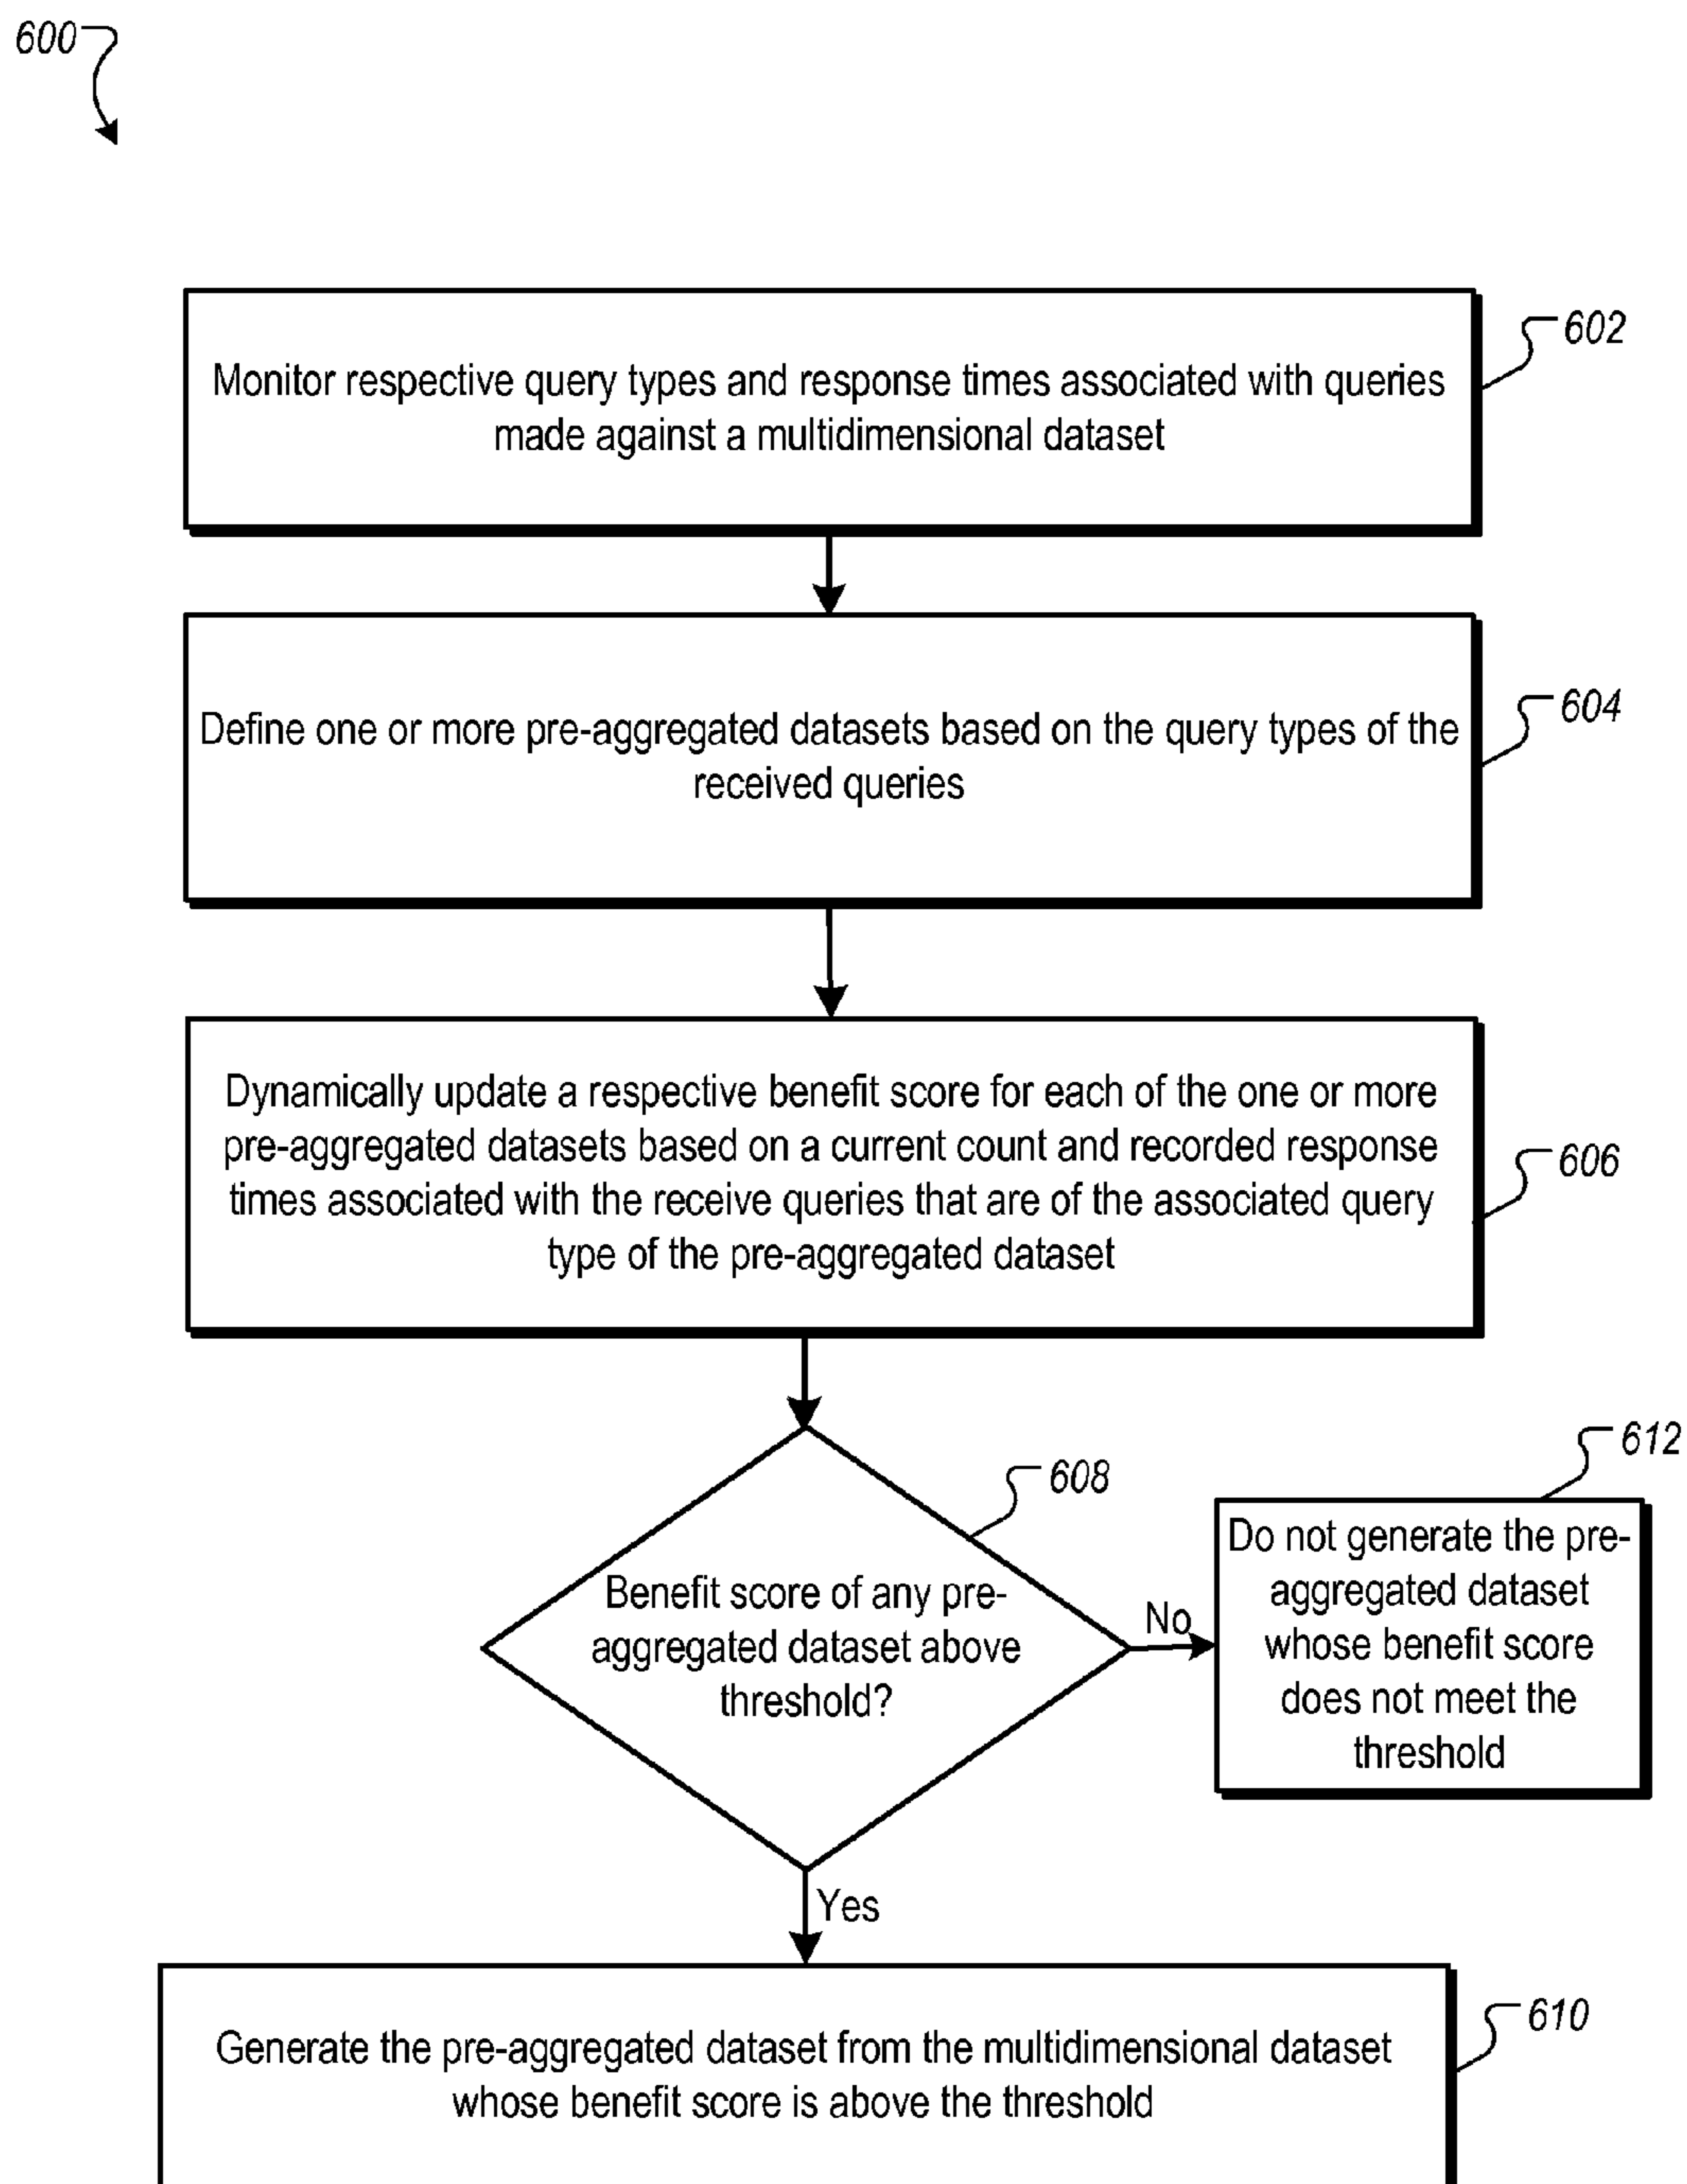 600
602
Monitor respective query types and response times associated with queries
made against a multidimensional dataset
604
Define one or more pre-aggregated datasets based on the query types of the
received queries
Dynamically update a respective benefit score for each of the one or more
pre-aggregated datasets based on a current count and recorded response
606
times associated with the receive queries that are of the associated query
type of the pre-aggregated dataset
608
Benefit score of any pre-
aggregated dataset above
threshold?
No
612
Do not generate the pre-
aggregated dataset
whose benefit score
does not meet the
threshold
Yes
610
Generate the pre-aggregated dataset from the multidimensional dataset
whose benefit score is above the threshold